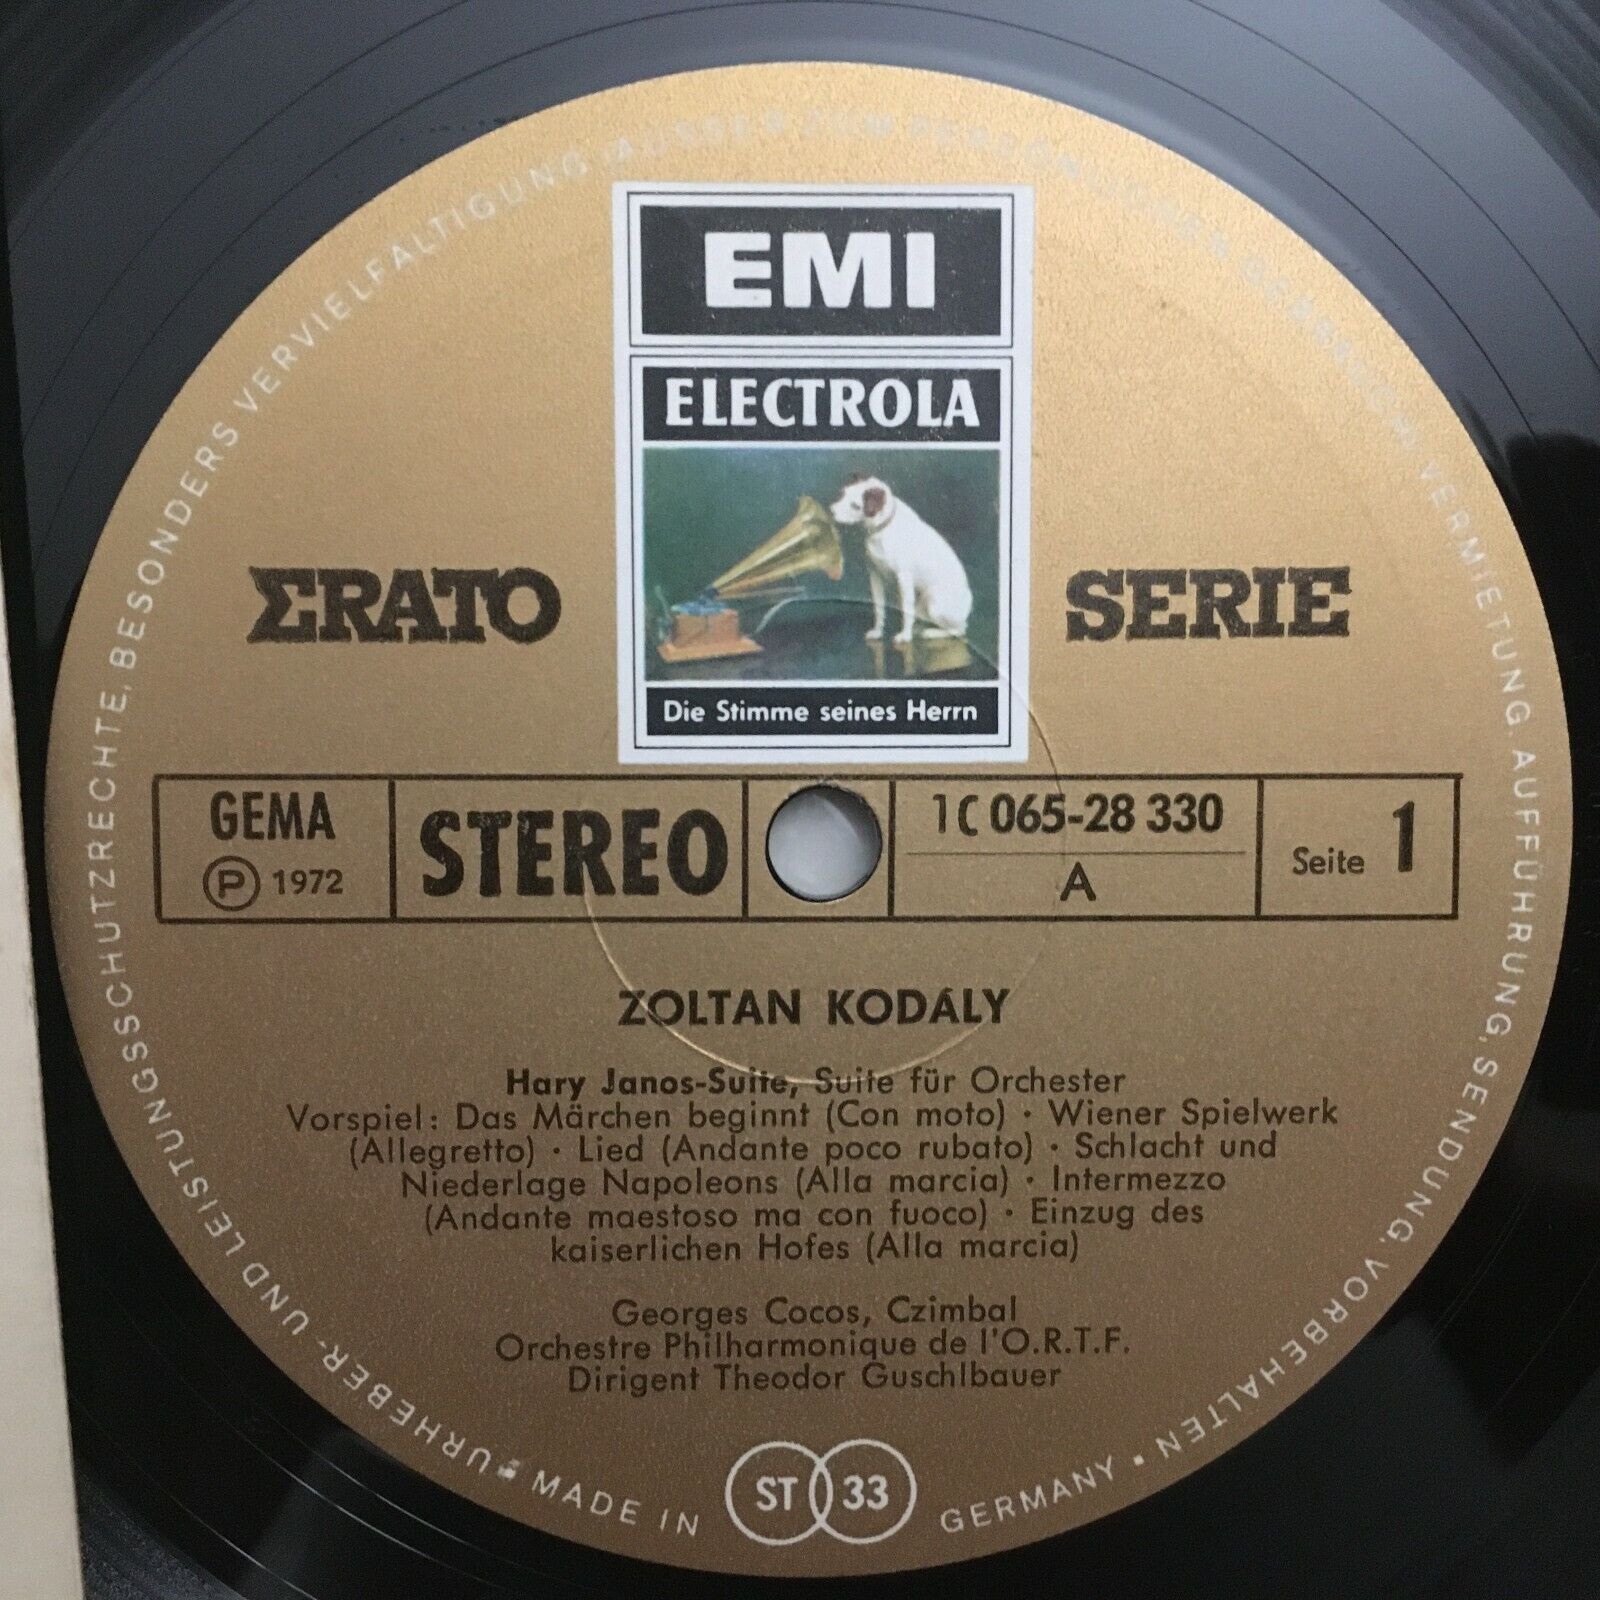 EMI
ELECTROLA
ΣRATO
SERIE
Die Stimme seines Herrn
GEMA
Ⓟ 1972
STEREO
1C 065-28 330
A
Seite 1
ZOLTAN KODÁLY
Hary Janos-Suite, Suite für Orchester
Vorspiel: Das Märchen beginnt (Con moto) · Wiener Spielwerk
(Allegretto) · Lied (Andante poco rubato) · Schlacht und
Niederlage Napoleons (Alla marcia) · Intermezzo
(Andante maestoso ma con fuoco) · Einzug des
kaiserlichen Hofes (Alla marcia)
Georges Cocos, Czimbal
Orchestre Philharmonique de l'O.R.T.F.
Dirigent Theodor Guschlbauer
ST 33
MADE IN GERMANY · URHEBER- UND LEISTUNGSSCHUTZRECHTE, BESONDERS VERVIELFÄLTIGUNG (AUSSER ZUM PERSÖNLICHEN GEBRAUCH), VERMIETUNG, AUFFÜHRUNG, SENDUNG, VORBEHALTEN ·